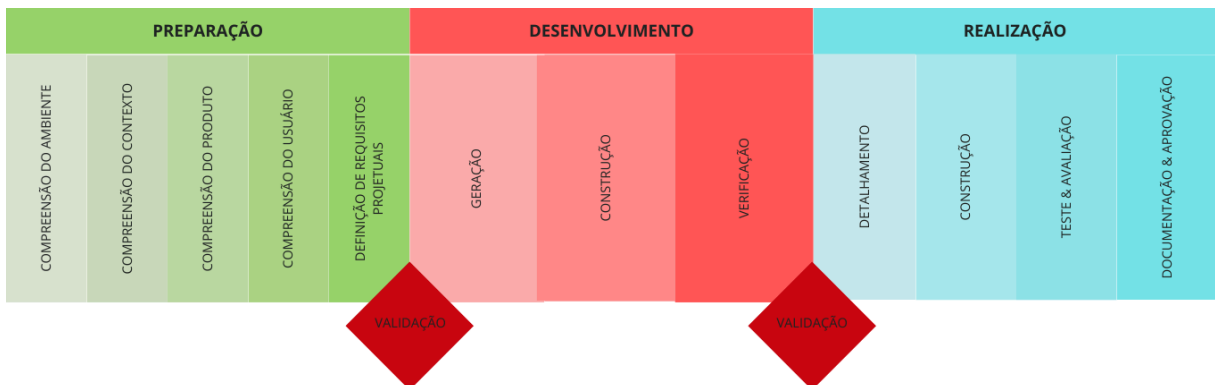 PREPARAÇÃO
DESENVOLVIMENTO
REALIZAÇÃO
COMPREENSÃO DO AMBIENTE
COMPREENSÃO DO CONTEXTO
COMPREENSÃO DO PRODUTO
COMPREENSÃO DO USUÁRIO
DEFINIÇÃO DE REQUISITOS
PROJETUAIS
GERAÇÃO
CONSTRUÇÃO
VERIFICAÇÃO
DETALHAMENTO
CONSTRUÇÃO
TESTE & AVALIAÇÃO
DOCUMENTAÇÃO & APROVAÇÃO
VALIDAÇÃO
VALIDAÇÃO